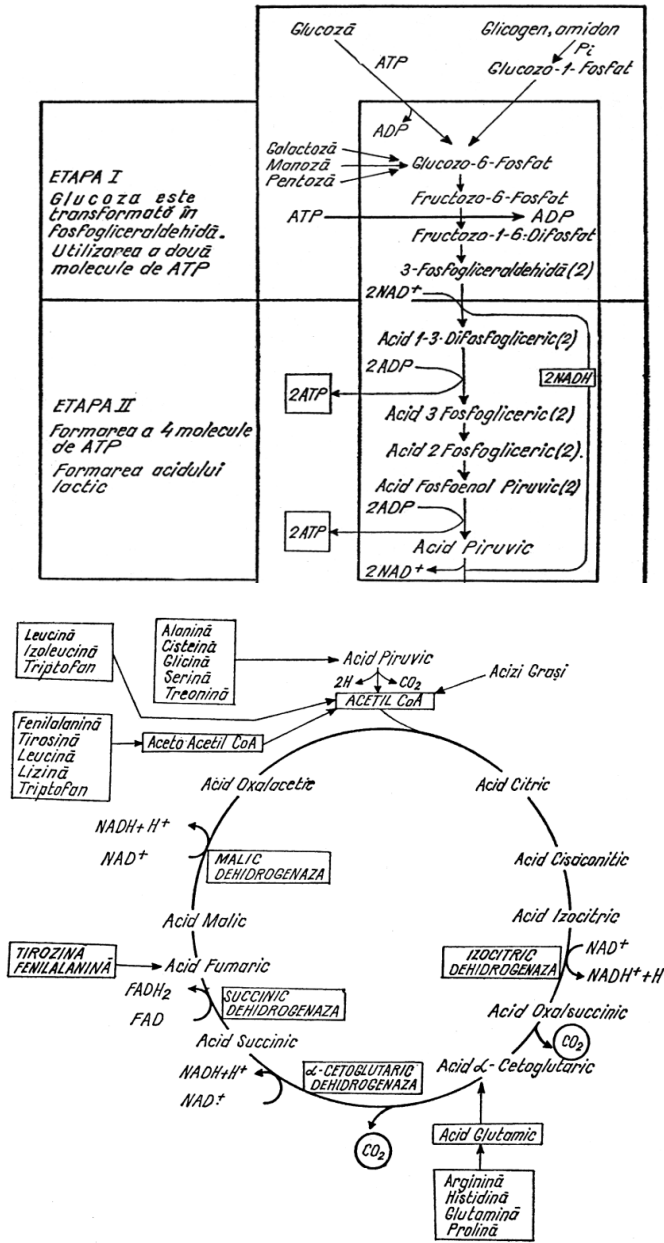 Glucoză
Glicogen, amidon
ATP
Pi
Glucozo-1-Fosfat
ADP
Galactoză
Manoză
Pentoză
Glucozo-6-Fosfat
ETAPA I
Glucoza este
transformată în
fosfogliceraldehidă.
Utilizarea a două
molecule de ATP
Fructozo-6-Fosfat
ATP
ADP
Fructozo-1-6-Difosfat
3-Fosfogliceraldehidă(2)
2NAD+
Acid 1-3-Difosfogliceric(2)
2ADP
2NADH
2ATP
ETAPA II
Formarea a 4 molecule
de ATP
Formarea acidului
lactic
Acid 3 Fosfogliceric(2)
Acid 2 Fosfogliceric(2).
Acid Fosfoenol Piruvic(2)
2ADP
2ATP
Acid Piruvic
2NAD+
Leucină
Izoleucină
Triptofan
Alanină
Cisteină
Glicină
Serină
Treonină
Acid Piruvic
2H
CO2
Acizi Grași
ACETIL CoA
Fenilalanină
Tirosină
Leucină
Lizină
Triptofan
Aceto Acetil CoA
Acid Oxalacetic
Acid Citric
NADH+H+
NAD+
MALIC
DEHIDROGENAZA
Acid Cisaconitic
Acid Malic
Acid Izocitric
TIROZINĂ
FENILALANINĂ
Acid Fumaric
IZOCITRIC
DEHIDROGENAZA
NAD+
NADH++H
FADH2
FAD
SUCCINIC
DEHIDROGENAZA
Acid Oxalsuccinic
CO2
Acid Succinic
NADH+H+
NAD+
α-CETOGLUTARIC
DEHIDROGENAZA
Acid α-Cetoglutaric
CO2
Acid Glutamic
Arginină
Histidină
Glutamină
Prolină